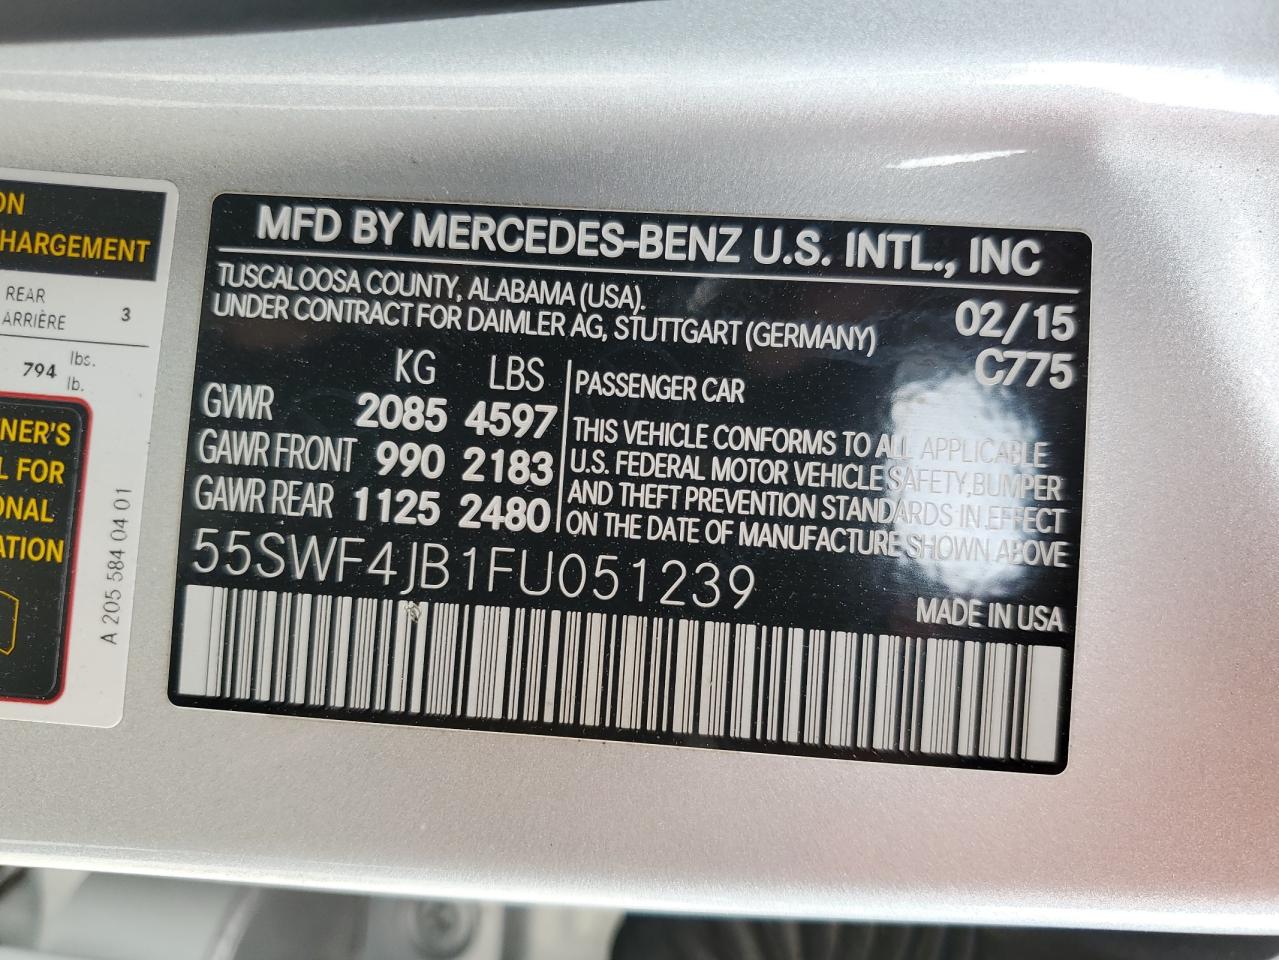 ON
HARGEMENT
REAR
ARRIÈRE
3
794
lbs.
lb.
NER'S
L FOR
ONAL
ATION
A 205 584 04 01
MFD BY MERCEDES-BENZ U.S. INTL., INC
TUSCALOOSA COUNTY, ALABAMA (USA).
UNDER CONTRACT FOR DAIMLER AG, STUTTGART (GERMANY)
02/15
C775
KG LBS
GVWR 2085 4597
GAWR FRONT 990 2183
GAWR REAR 1125 2480
PASSENGER CAR
THIS VEHICLE CONFORMS TO ALL APPLICABLE
U.S. FEDERAL MOTOR VEHICLE SAFETY,BUMPER
AND THEFT PREVENTION STANDARDS IN EFFECT
ON THE DATE OF MANUFACTURE SHOWN ABOVE
55SWF4JB1FU051239
MADE IN USA